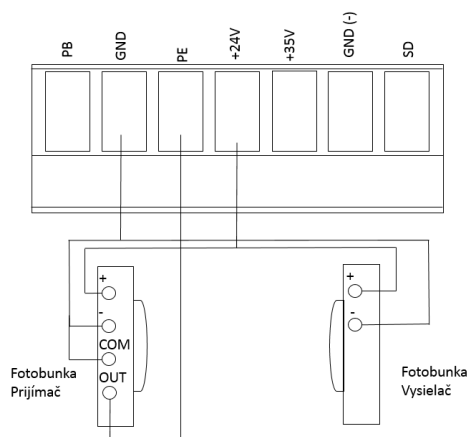 PB
GND
PE
+24V
+35V
GND (-)
SD
+
-
COM
OUT
Fotobunka
Prijímač
+
-
Fotobunka
Vysielač